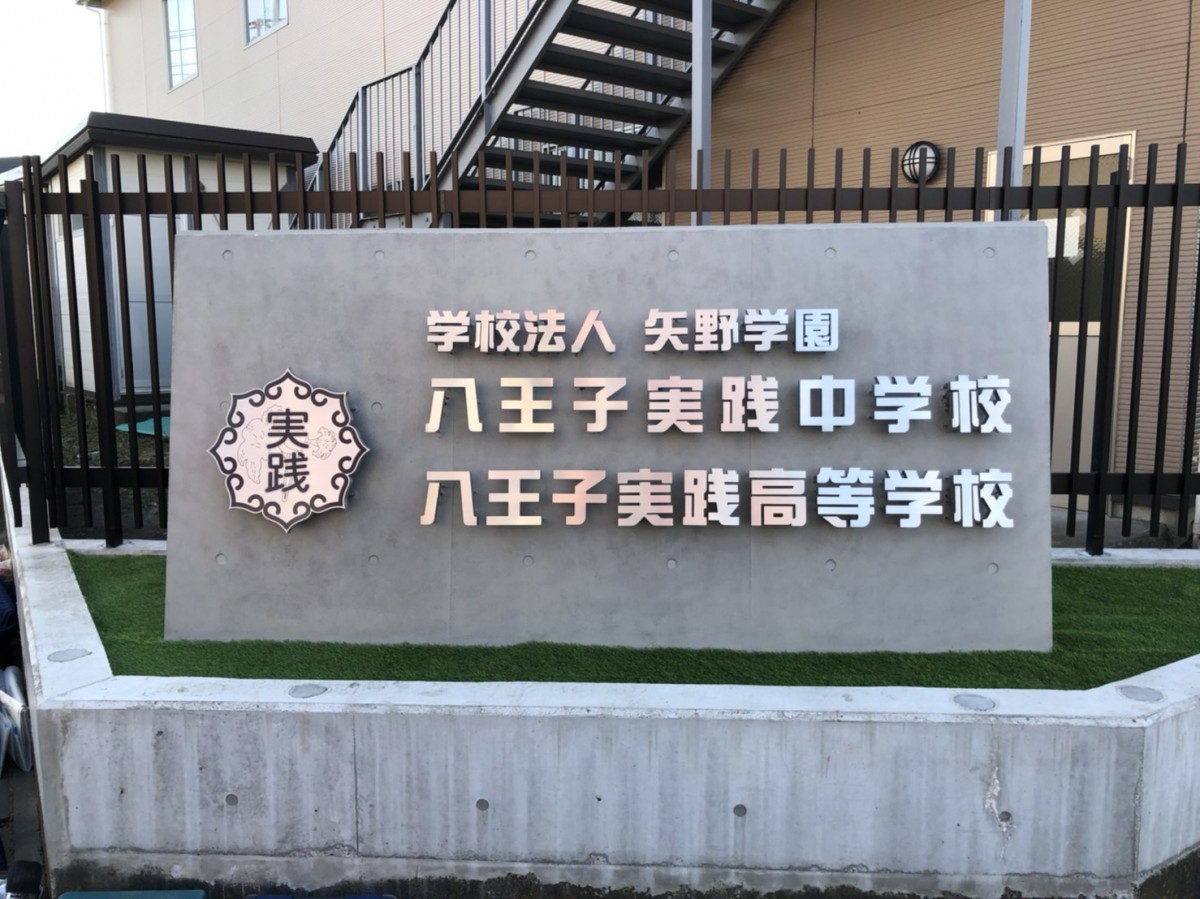 学校法人 矢野学園
八王子実践中学校
八王子実践高等学校
実践